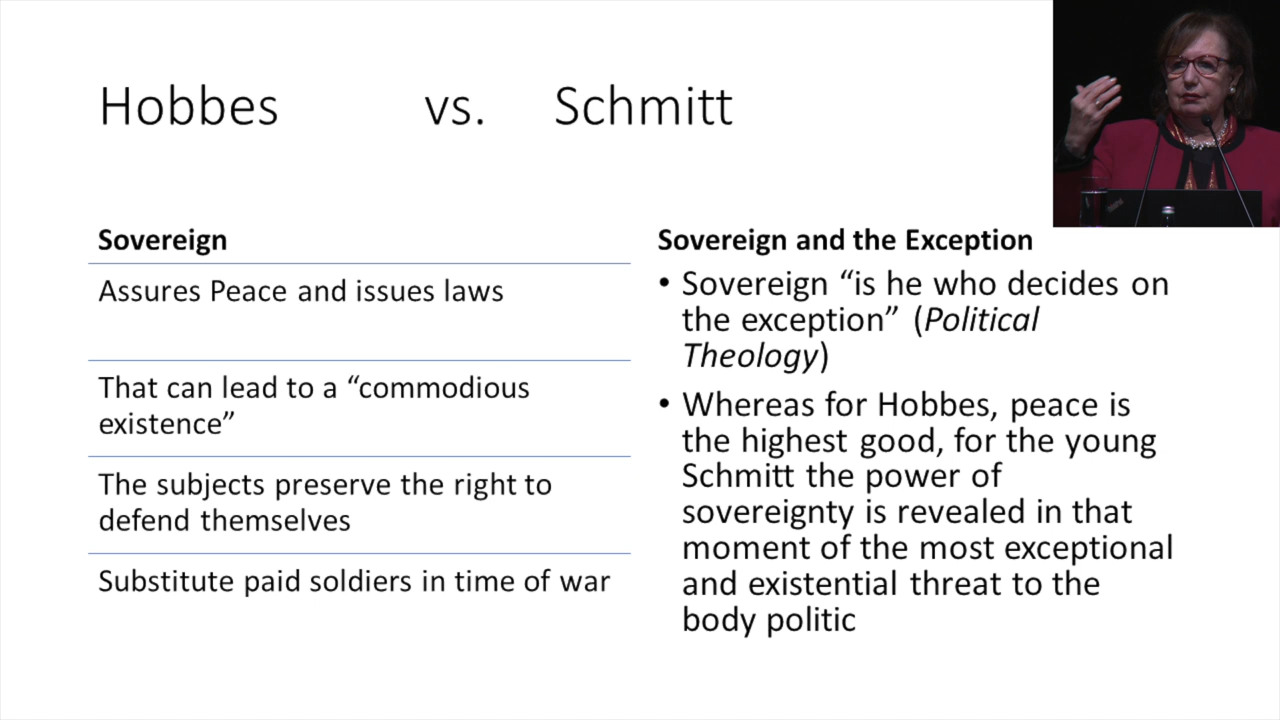 Hobbes vs. Schmitt
Sovereign
Assures Peace and issues laws
That can lead to a “commodious
existence”
The subjects preserve the right to
defend themselves
Substitute paid soldiers in time of war
Sovereign and the Exception
• Sovereign “is he who decides on
the exception” (Political
Theology)
• Whereas for Hobbes, peace is
the highest good, for the young
Schmitt the power of
sovereignty is revealed in that
moment of the most exceptional
and existential threat to the
body politic